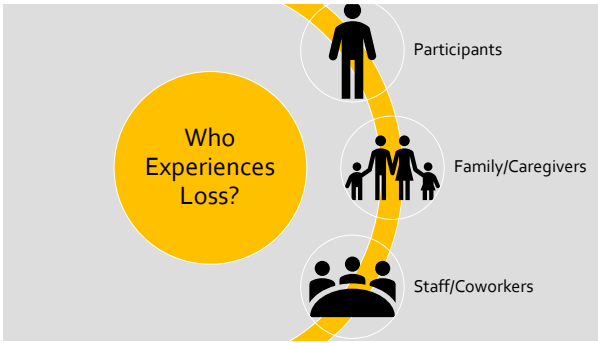 Who
Experiences
Loss?
Participants
Family/Caregivers
Staff/Coworkers